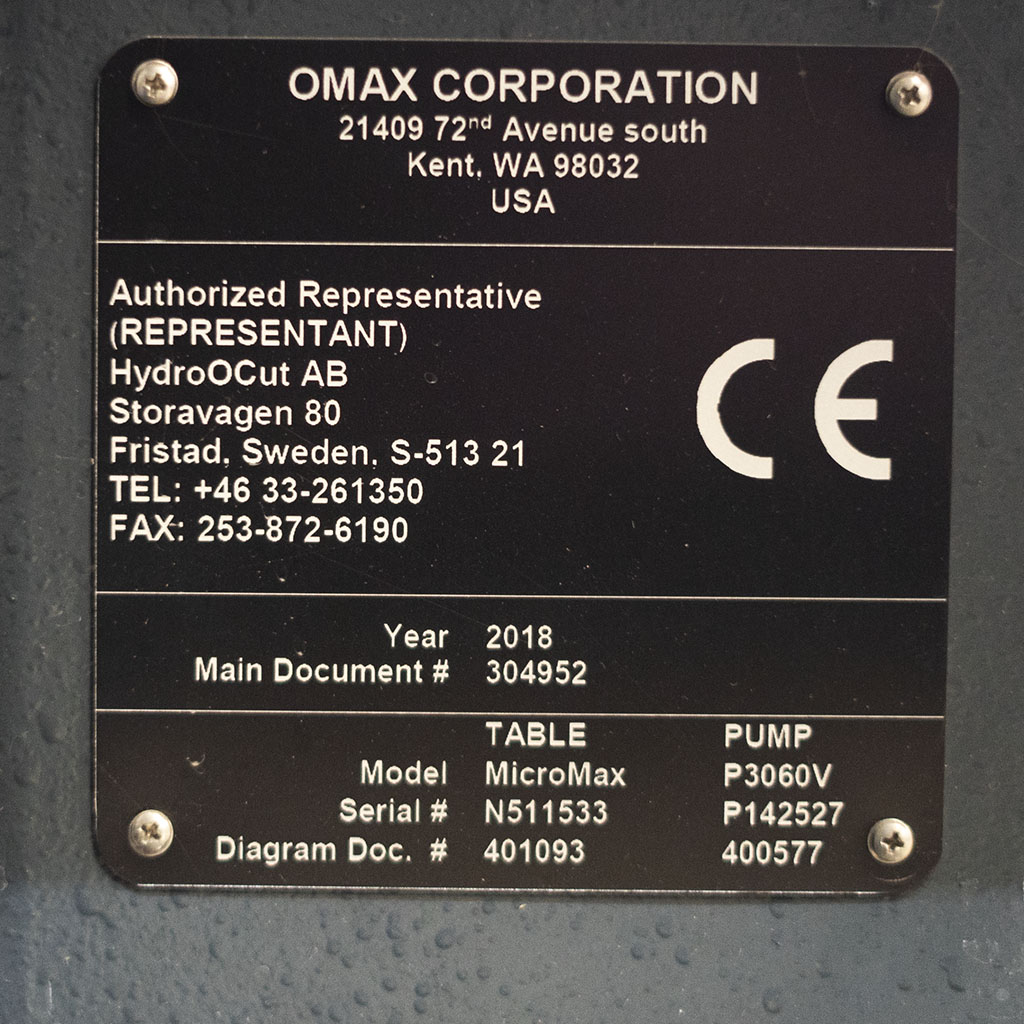 OMAX CORPORATION
21409 72nd Avenue south
Kent, WA 98032
USA
Authorized Representative
(REPRESENTANT)
HydroOCut AB
Storavagen 80
Fristad, Sweden, S-513 21
TEL: +46 33-261350
FAX: 253-872-6190
CE
Year 2018
Main Document # 304952
TABLE PUMP
Model MicroMax P3060V
Serial # N511533 P142527
Diagram Doc. # 401093 400577